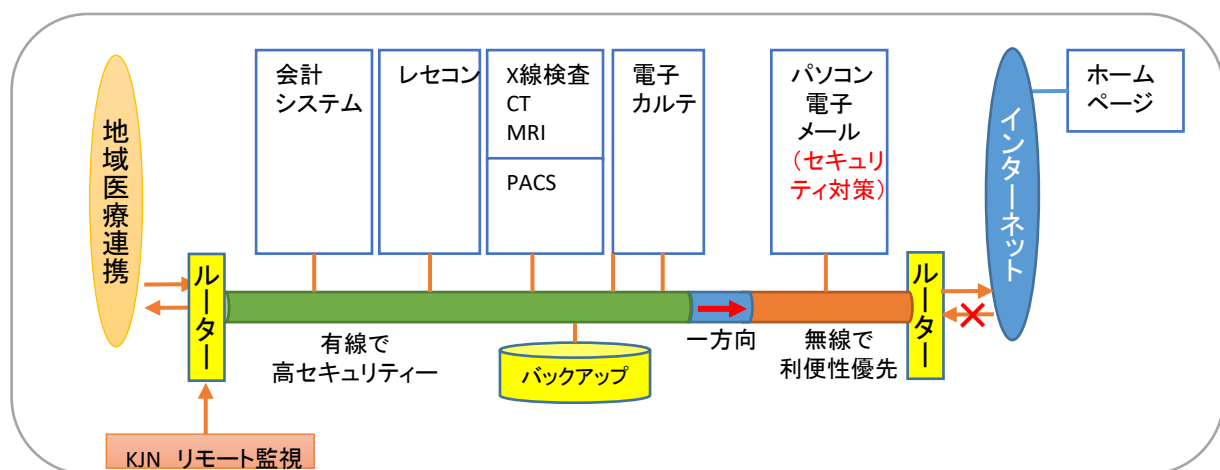 地域医療連携
ルーター
会計
システム
レセコン
X線検査
CT
MRI
PACS
電子
カルテ
パソコン
電子
メール
（セキュリ
ティ対策）
インターネット
ホーム
ページ
ルーター
有線で
高セキュリティー
バックアップ
一方向
無線で
利便性優先
KJN リモート監視